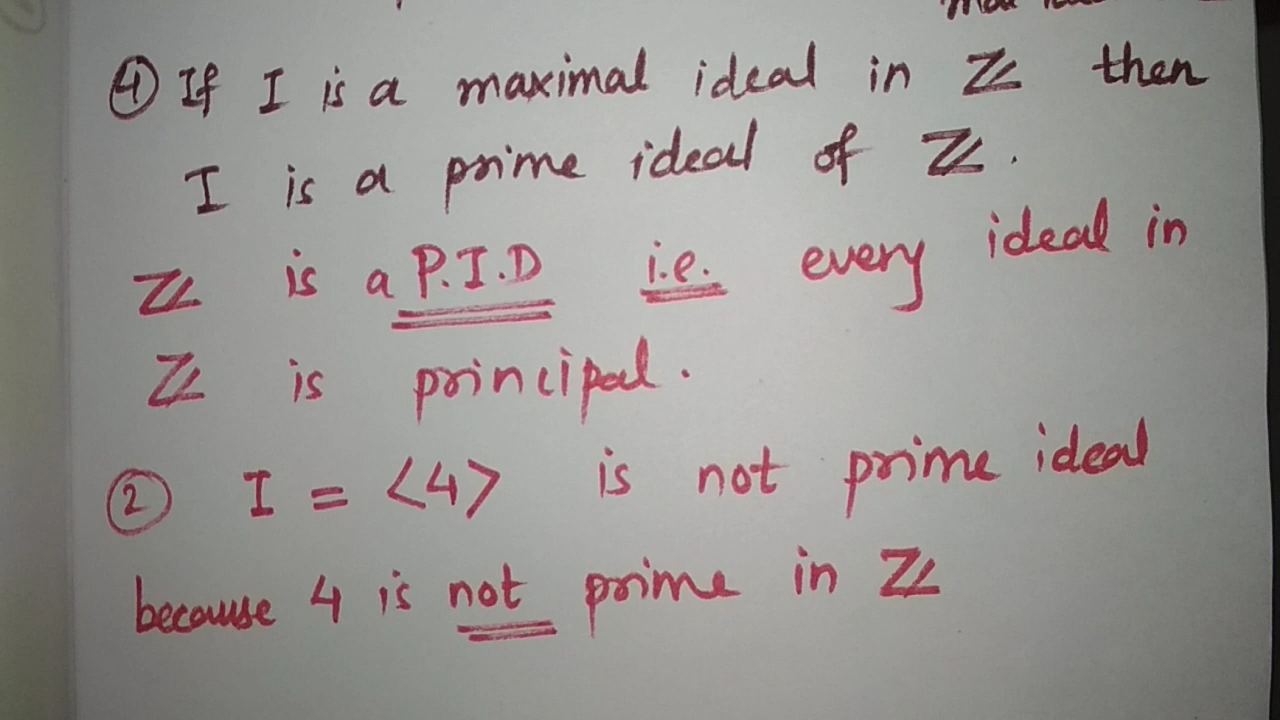 ④ If I is a maximal ideal in ℤ then
I is a prime ideal of ℤ.
ℤ is a P.I.D i.e. every ideal in
ℤ is principal.
② I = <4> is not prime ideal
because 4 is not prime in ℤ